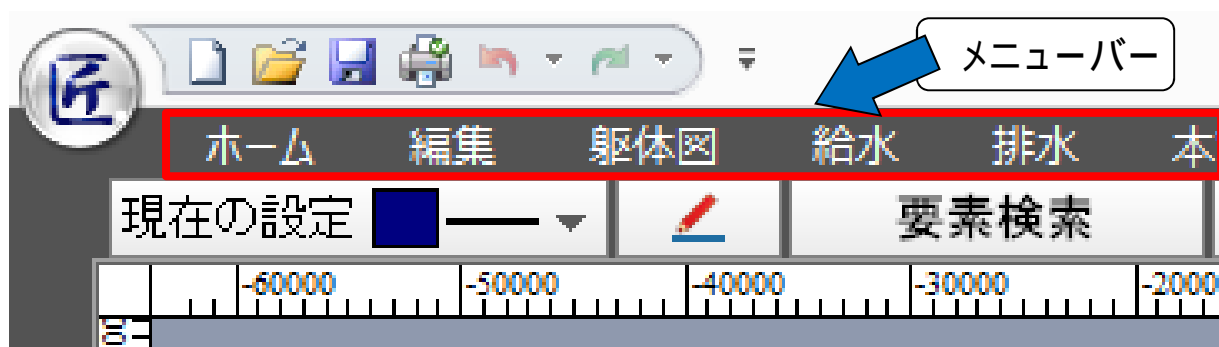 メニューバー
匠
ホーム 編集 躯体図 給水 排水 本
現在の設定 要素検索
-60000 -50000 -40000 -30000 -2000